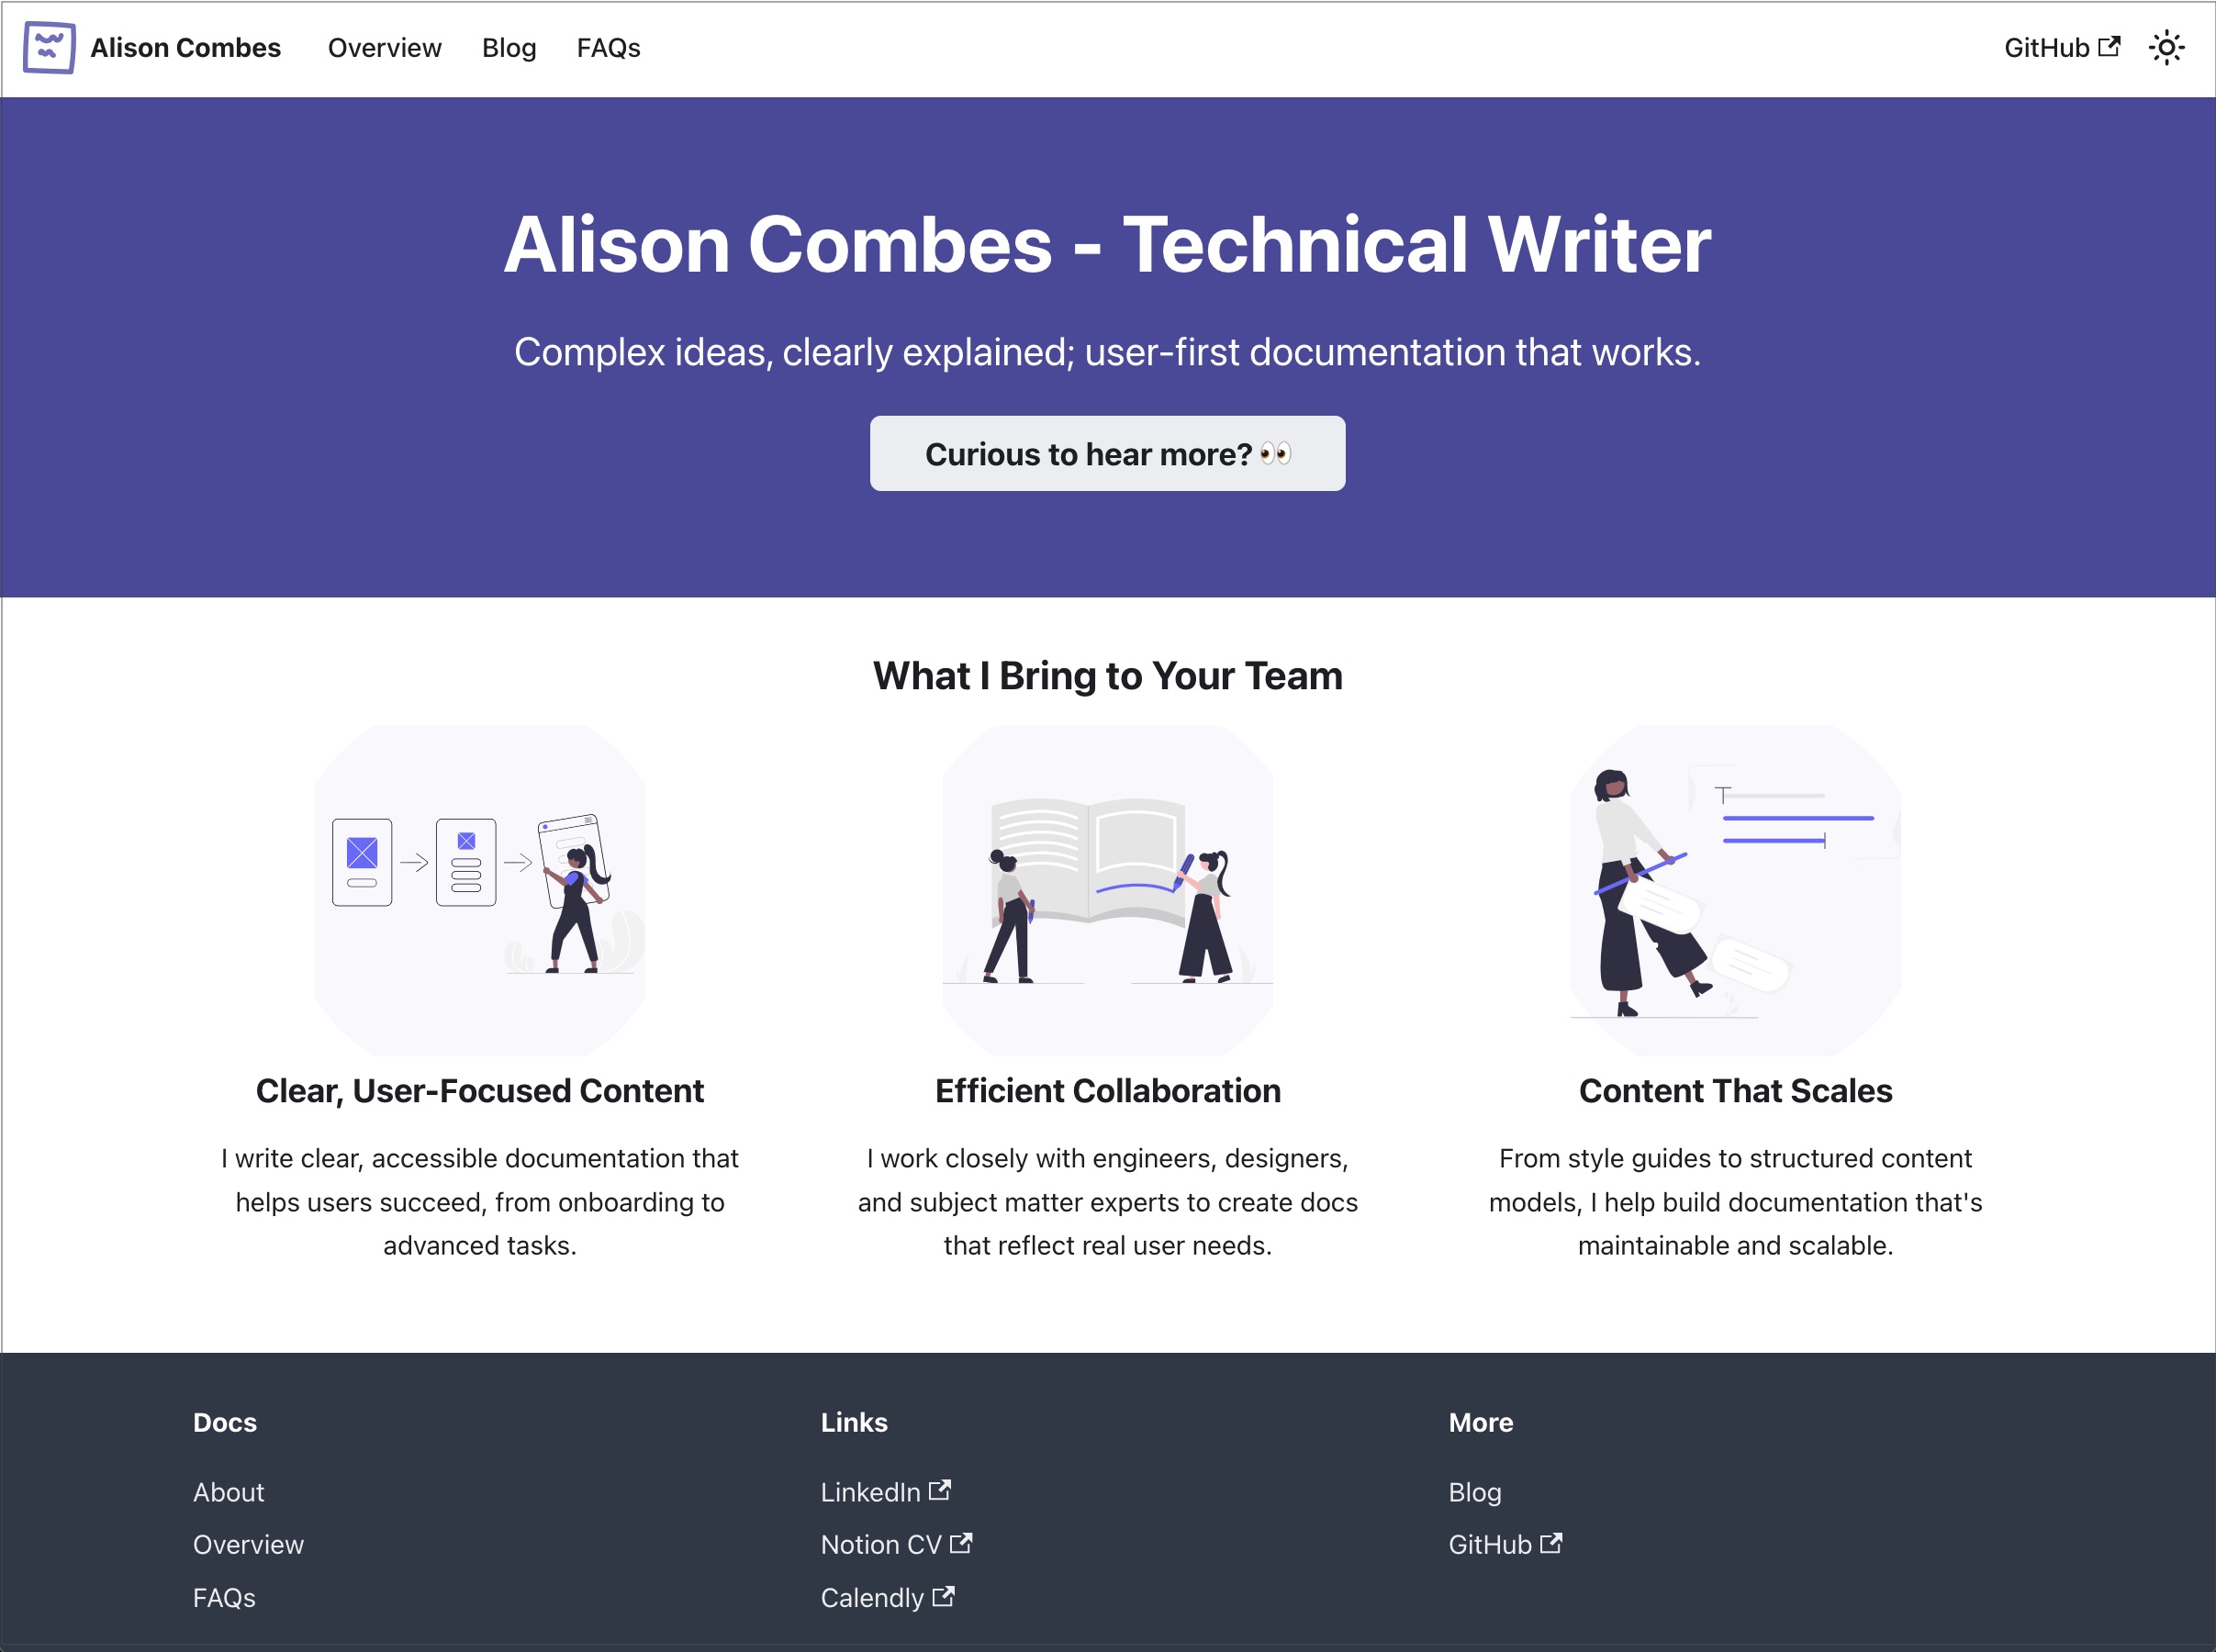 Alison Combes Overview Blog FAQs GitHub
Alison Combes - Technical Writer
Complex ideas, clearly explained; user-first documentation that works.
Curious to hear more? 👀
What I Bring to Your Team
Clear, User-Focused Content
I write clear, accessible documentation that
helps users succeed, from onboarding to
advanced tasks.
Efficient Collaboration
I work closely with engineers, designers,
and subject matter experts to create docs
that reflect real user needs.
Content That Scales
From style guides to structured content
models, I help build documentation that's
maintainable and scalable.
Docs
About
Overview
FAQs
Links
LinkedIn
Notion CV
Calendly
More
Blog
GitHub